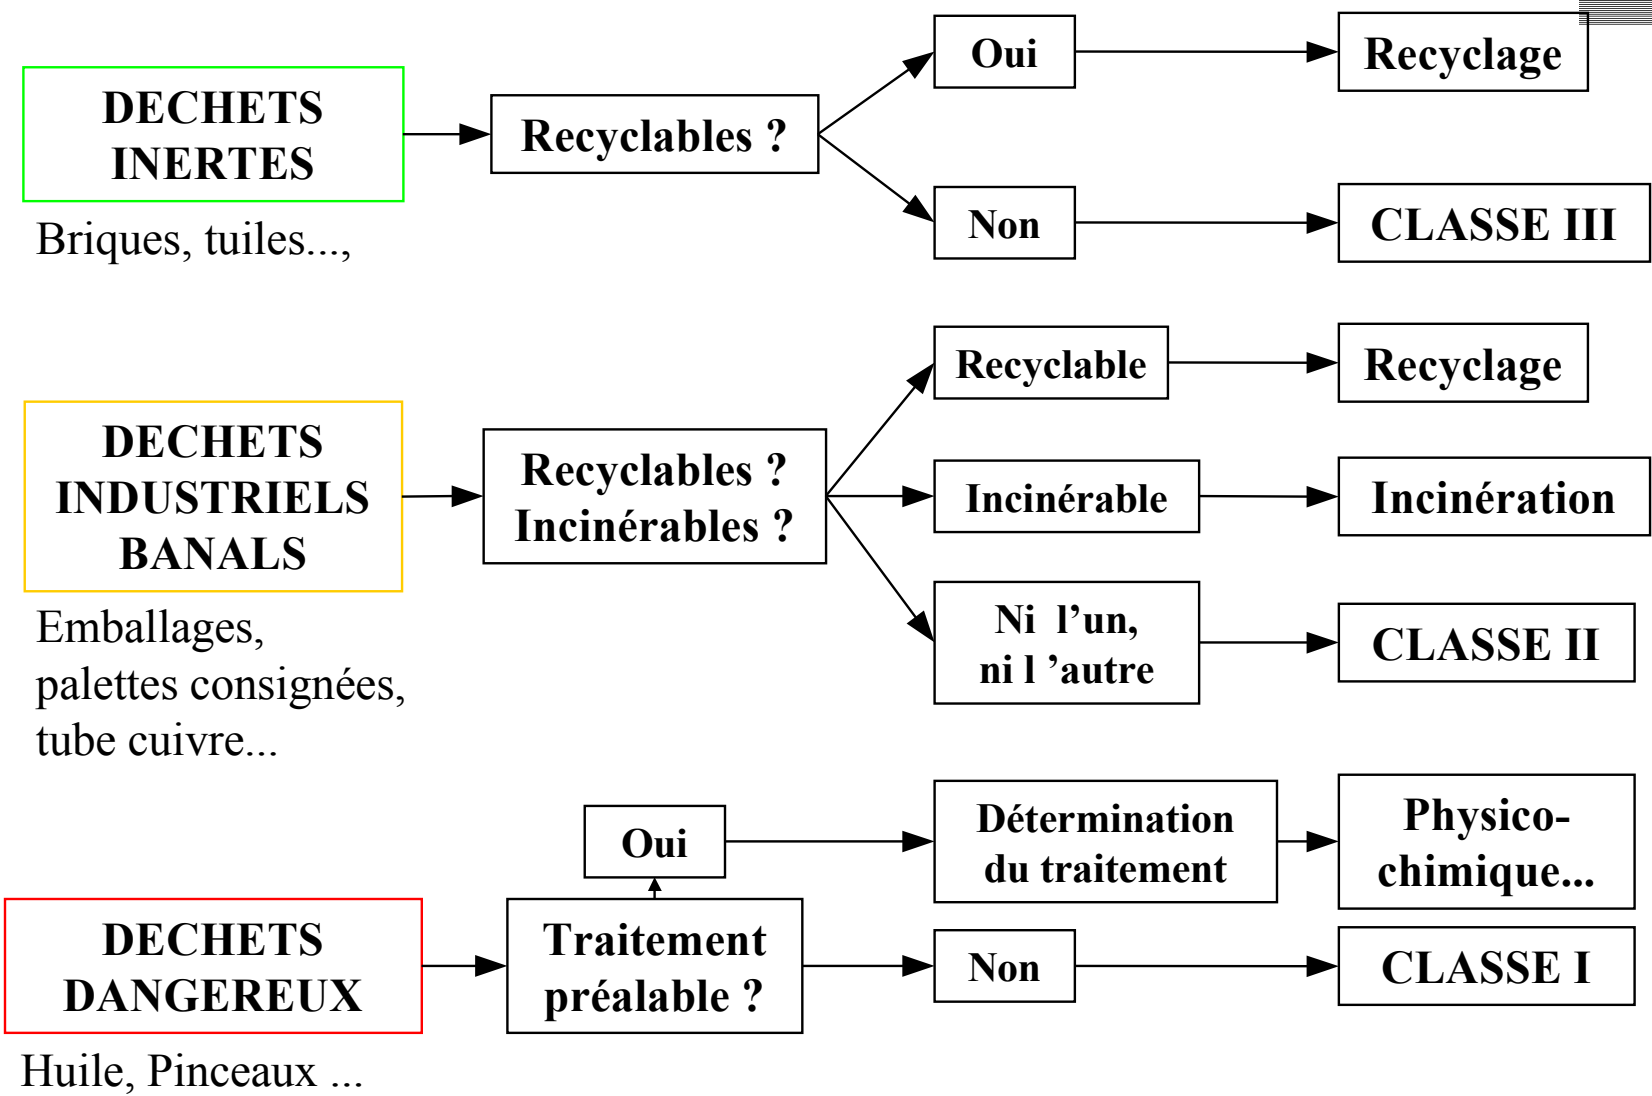 DECHETS
INERTES
Briques, tuiles...,
Recyclables ?
Oui
Recyclage
Non
CLASSE III
DECHETS
INDUSTRIELS
BANALS
Emballages,
palettes consignées,
tube cuivre...
Recyclables ?
Incinérables ?
Recyclable
Recyclage
Incinérable
Incinération
Ni  l’un,
ni l ’autre
CLASSE II
DECHETS
DANGEREUX
Huile, Pinceaux ...
Traitement
préalable ?
Oui
Détermination
du traitement
Physico-
chimique...
Non
CLASSE I